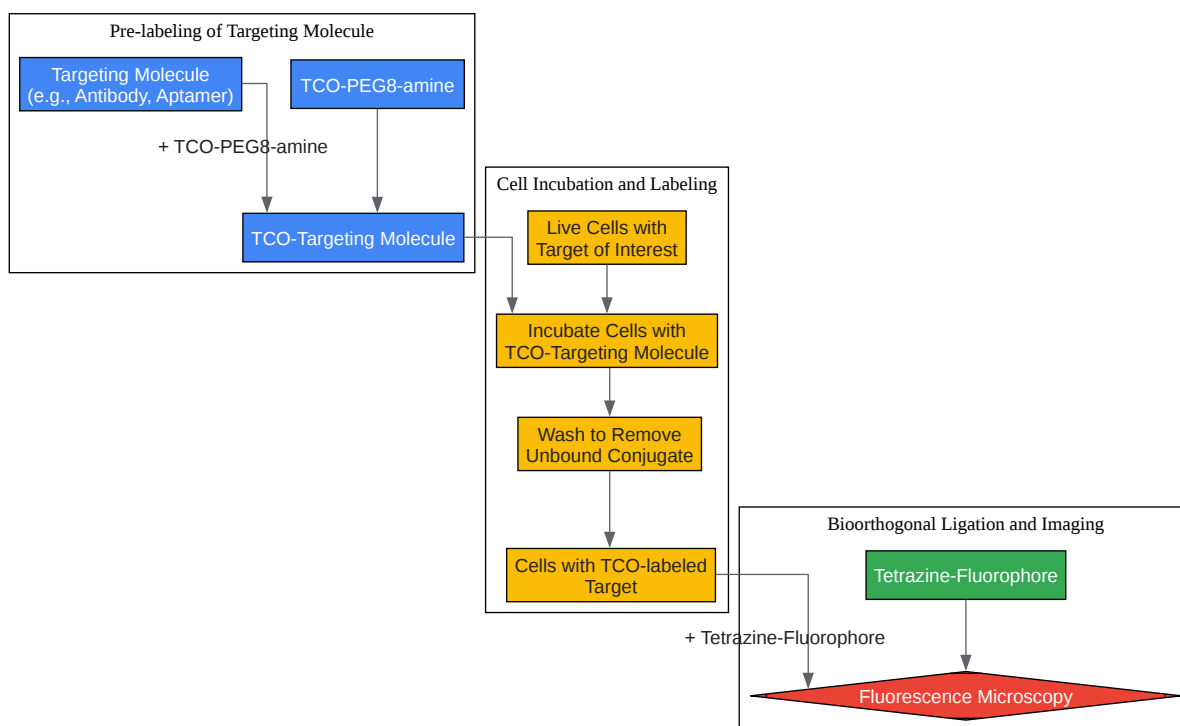 Pre-labeling of Targeting Molecule
Targeting Molecule
(e.g., Antibody, Aptamer)
TCO-PEG8-amine
+ TCO-PEG8-amine
TCO-Targeting Molecule
Cell Incubation and Labeling
Live Cells with
Target of Interest
Incubate Cells with
TCO-Targeting Molecule
Wash to Remove
Unbound Conjugate
Cells with TCO-labeled
Target
+ Tetrazine-Fluorophore
Bioorthogonal Ligation and Imaging
Tetrazine-Fluorophore
Fluorescence Microscopy